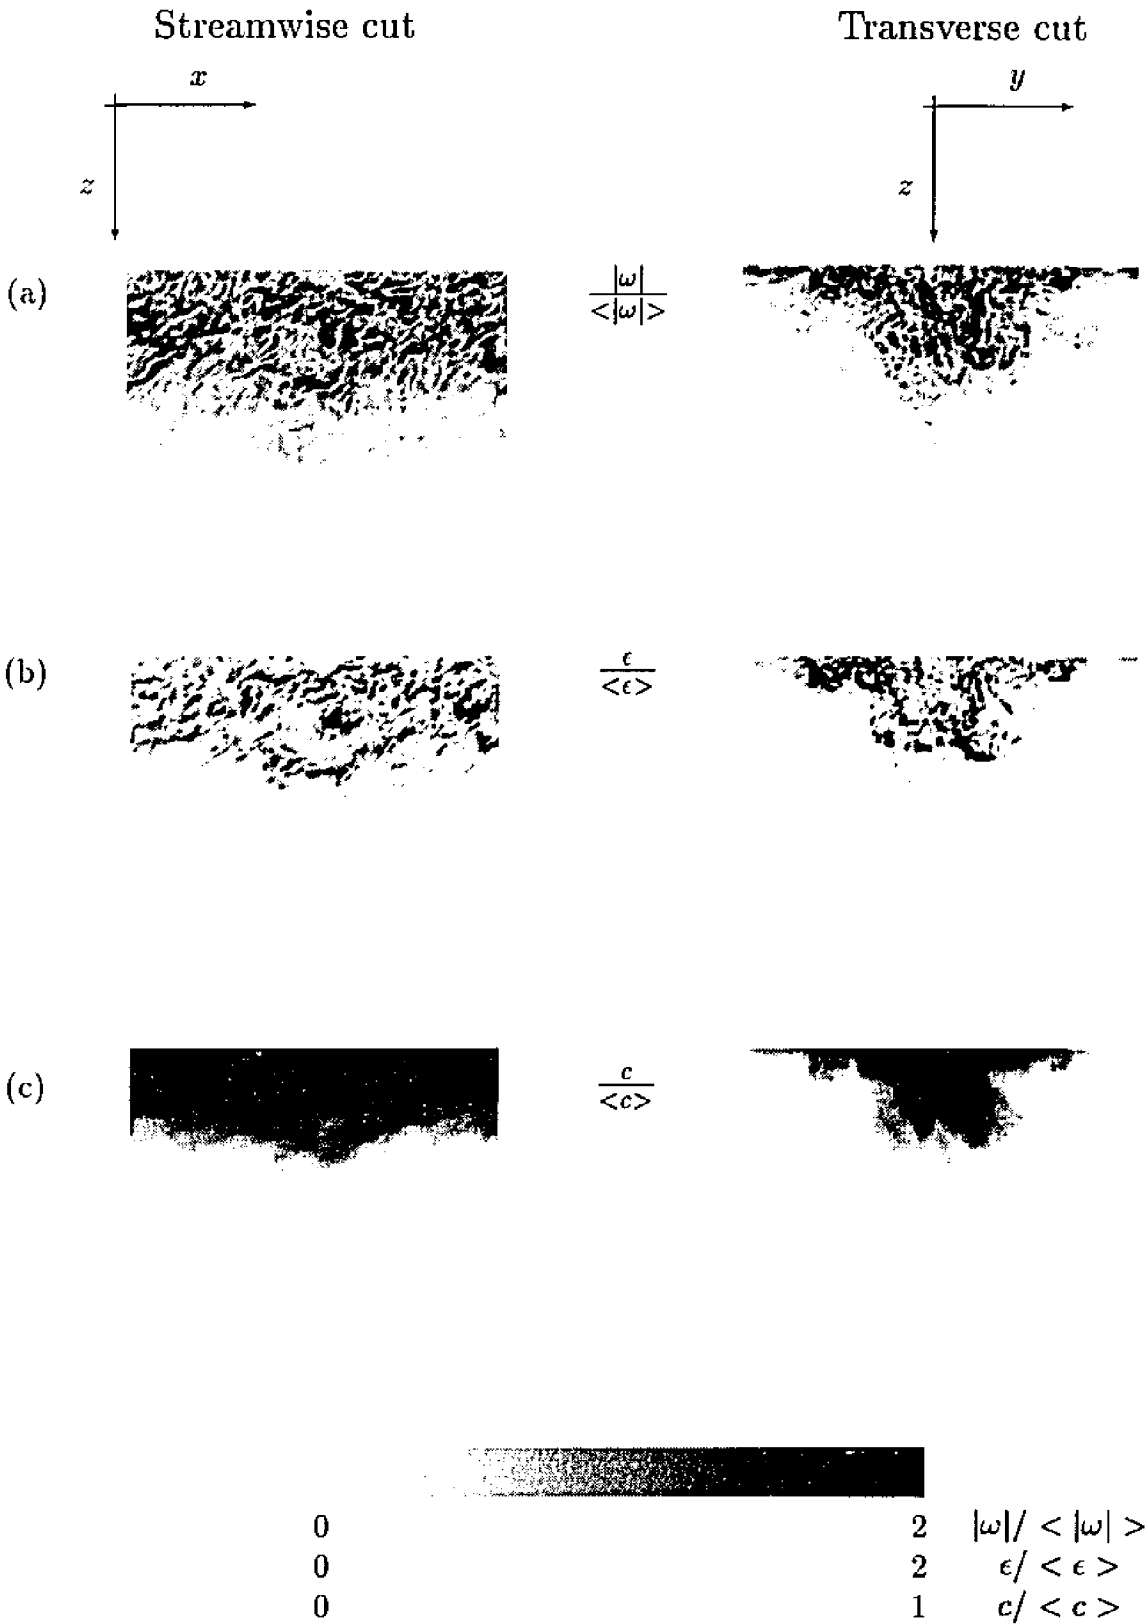 Streamwise cut Transverse cut
x y
z z
(a) |ω| / <|ω|>
(b) ϵ / <ϵ>
(c) c / <c>
0 2 |ω|/ < |ω| >
0 2 ϵ/ < ϵ >
0 1 c/ < c >